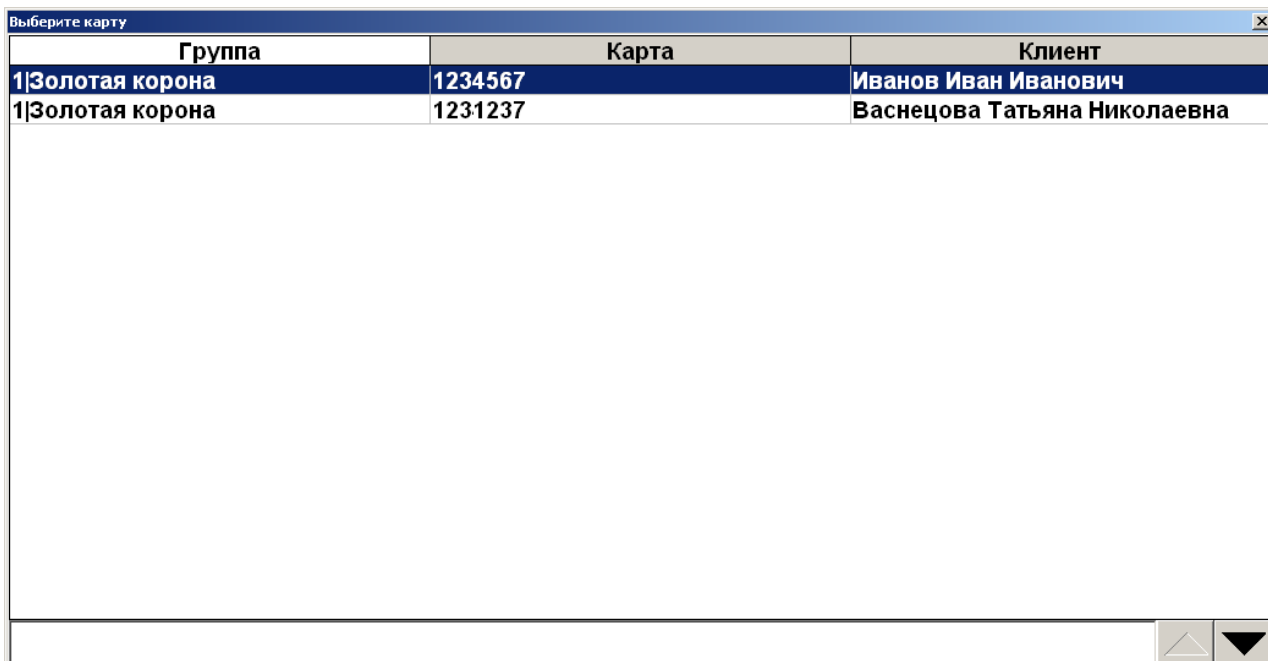 Выберите карту
Группа Карта Клиент
1|Золотая корона 1234567 Иванов Иван Иванович
1|Золотая корона 1231237 Васнецова Татьяна Николаевна